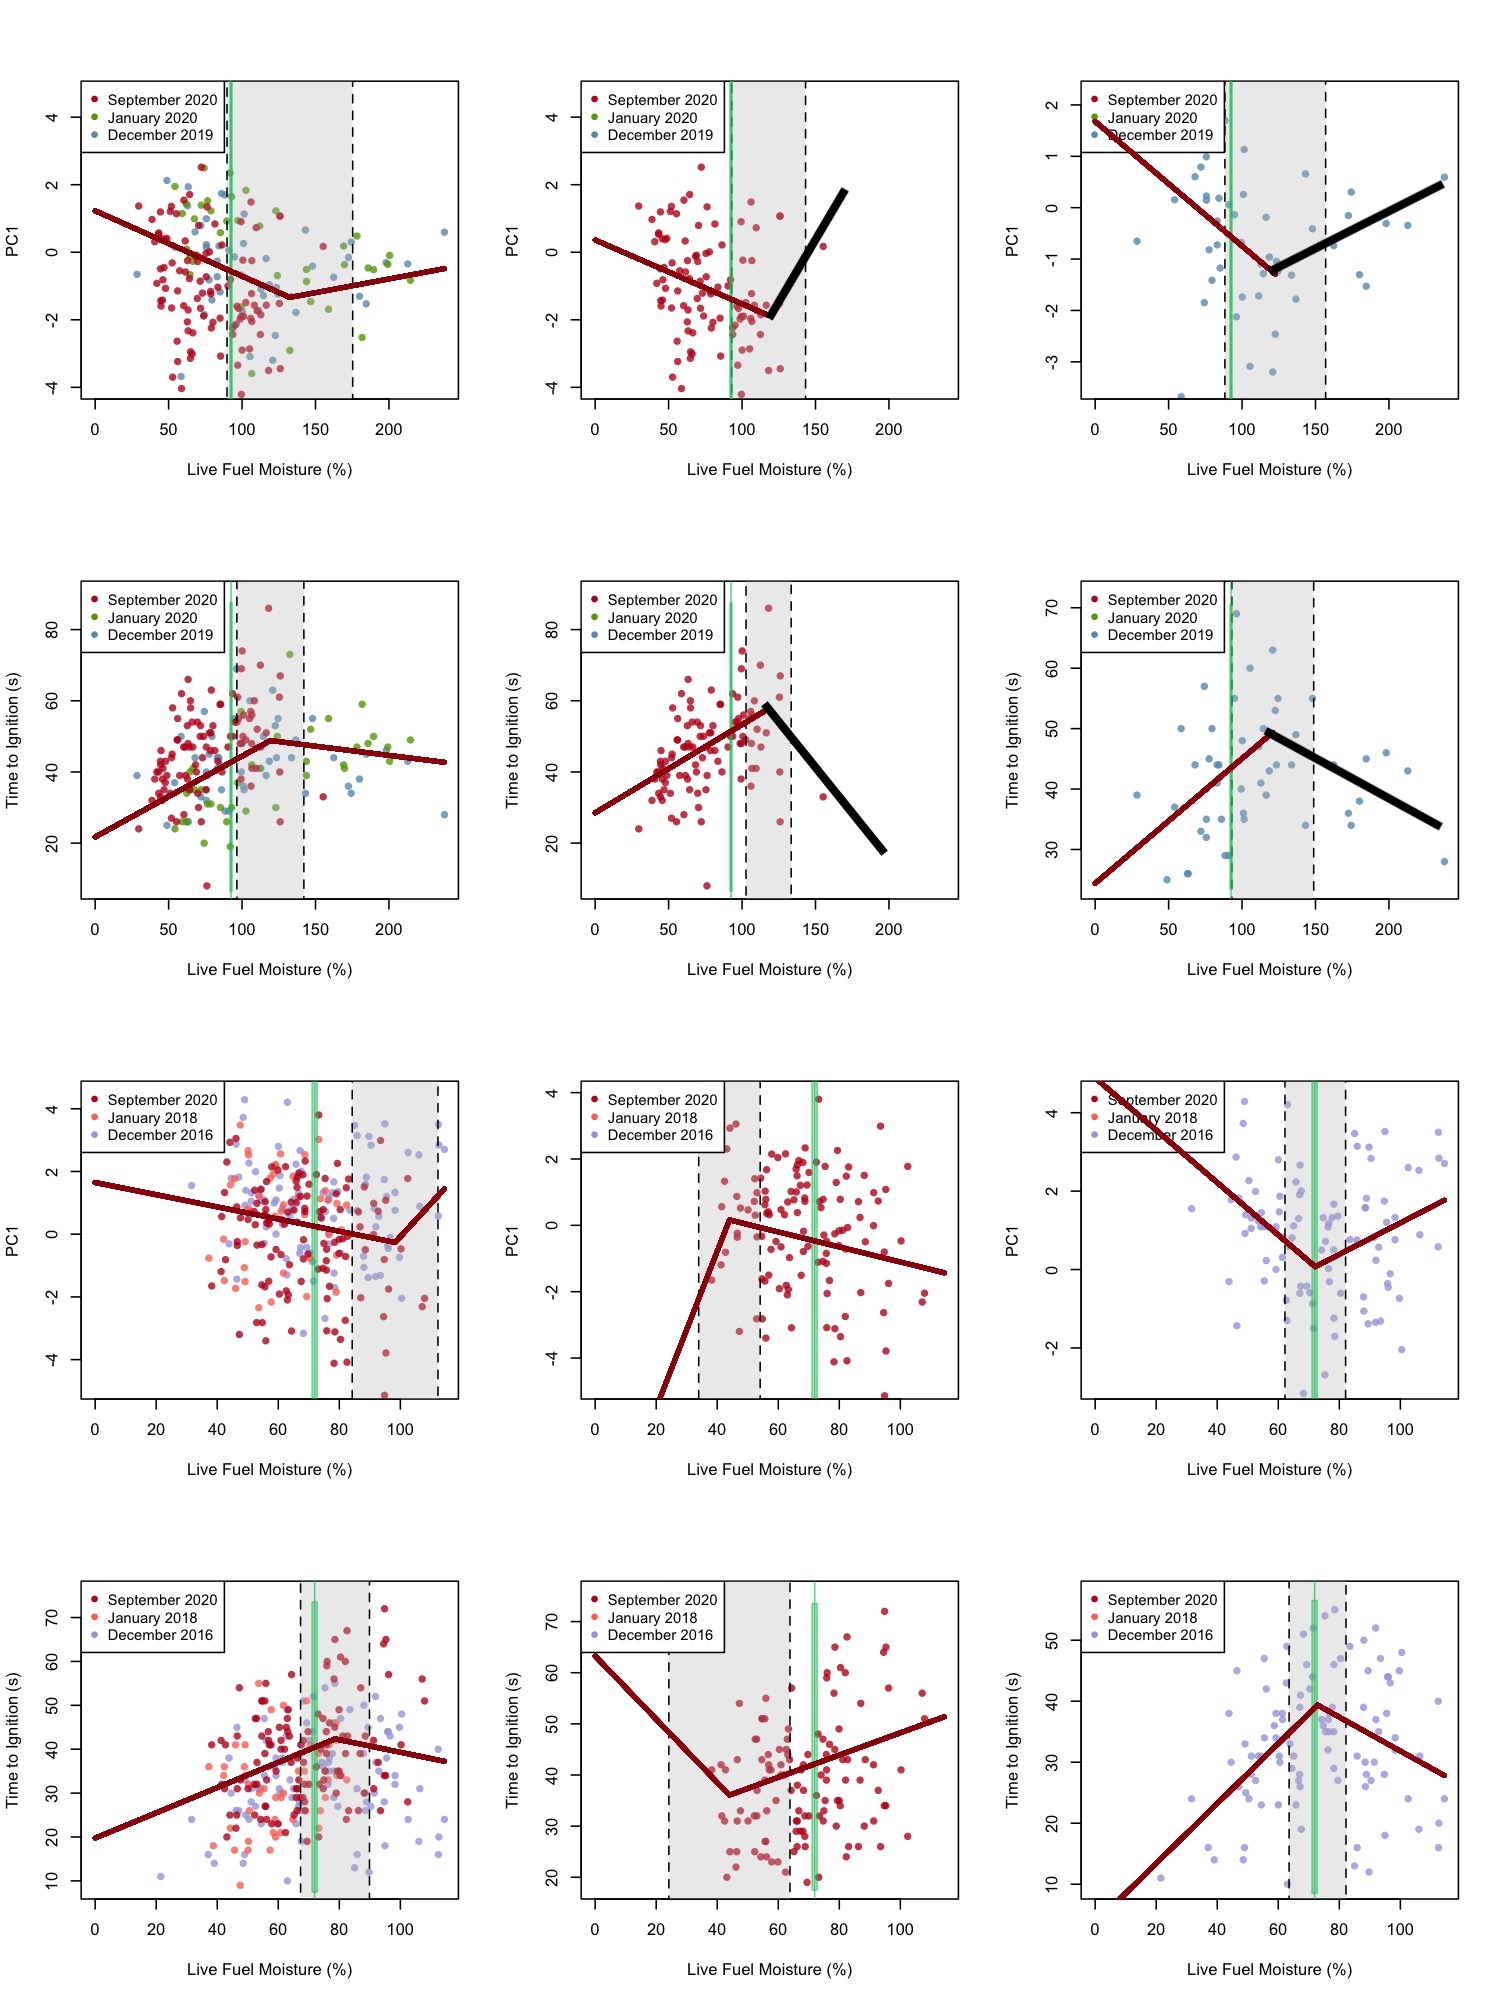 September 2020
January 2020
December 2019
4
2
0
-2
-4
PC1
0 50 100 150 200
Live Fuel Moisture (%)
September 2020
January 2020
December 2019
4
2
0
-2
-4
PC1
0 50 100 150 200
Live Fuel Moisture (%)
September 2020
January 2020
December 2019
2
1
0
-1
-2
-3
PC1
0 50 100 150 200
Live Fuel Moisture (%)
September 2020
January 2020
December 2019
80
60
40
20
Time to Ignition (s)
0 50 100 150 200
Live Fuel Moisture (%)
September 2020
January 2020
December 2019
80
60
40
20
Time to Ignition (s)
0 50 100 150 200
Live Fuel Moisture (%)
September 2020
January 2020
December 2019
70
60
50
40
30
Time to Ignition (s)
0 50 100 150 200
Live Fuel Moisture (%)
September 2020
January 2018
December 2016
4
2
0
-2
-4
PC1
0 20 40 60 80 100
Live Fuel Moisture (%)
September 2020
January 2018
December 2016
4
2
0
-2
-4
PC1
0 20 40 60 80 100
Live Fuel Moisture (%)
September 2020
January 2018
December 2016
4
2
0
-2
PC1
0 20 40 60 80 100
Live Fuel Moisture (%)
September 2020
January 2018
December 2016
70
60
50
40
30
20
10
Time to Ignition (s)
0 20 40 60 80 100
Live Fuel Moisture (%)
September 2020
January 2018
December 2016
70
60
50
40
30
20
Time to Ignition (s)
0 20 40 60 80 100
Live Fuel Moisture (%)
September 2020
January 2018
December 2016
50
40
30
20
10
Time to Ignition (s)
0 20 40 60 80 100
Live Fuel Moisture (%)